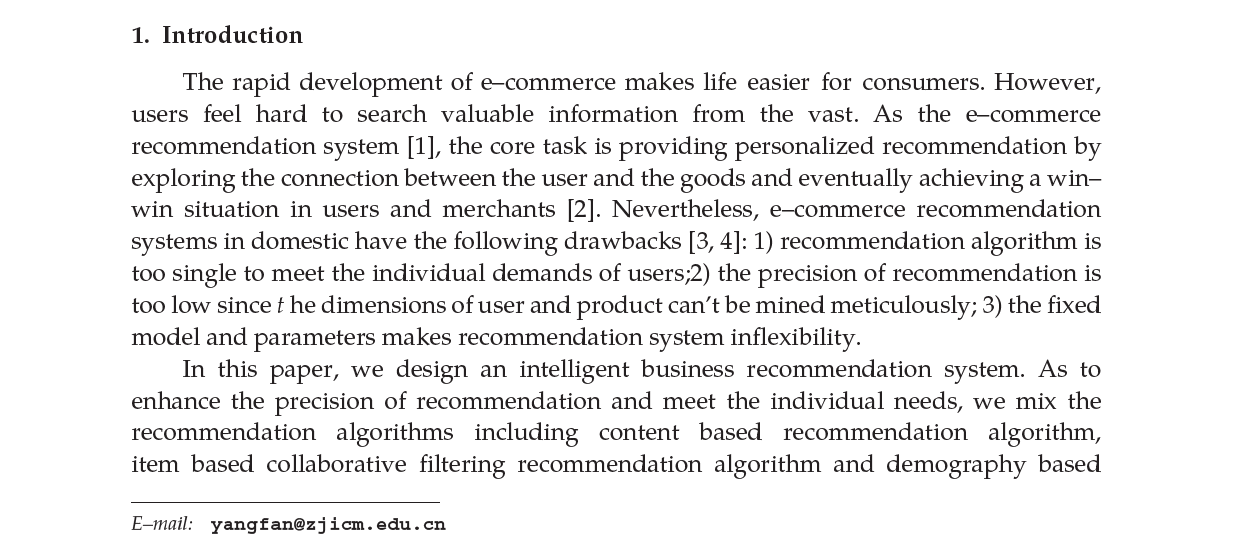 1. Introduction
The rapid development of e–commerce makes life easier for consumers. However,
users feel hard to search valuable information from the vast. As the e–commerce
recommendation system [1], the core task is providing personalized recommendation by
exploring the connection between the user and the goods and eventually achieving a win–
win situation in users and merchants [2]. Nevertheless, e–commerce recommendation
systems in domestic have the following drawbacks [3, 4]: 1) recommendation algorithm is
too single to meet the individual demands of users;2) the precision of recommendation is
too low since t he dimensions of user and product can’t be mined meticulously; 3) the fixed
model and parameters makes recommendation system inflexibility.
In this paper, we design an intelligent business recommendation system. As to
enhance the precision of recommendation and meet the individual needs, we mix the
recommendation algorithms including content based recommendation algorithm,
item based collaborative filtering recommendation algorithm and demography based
E–mail: yangfan@zjicm.edu.cn